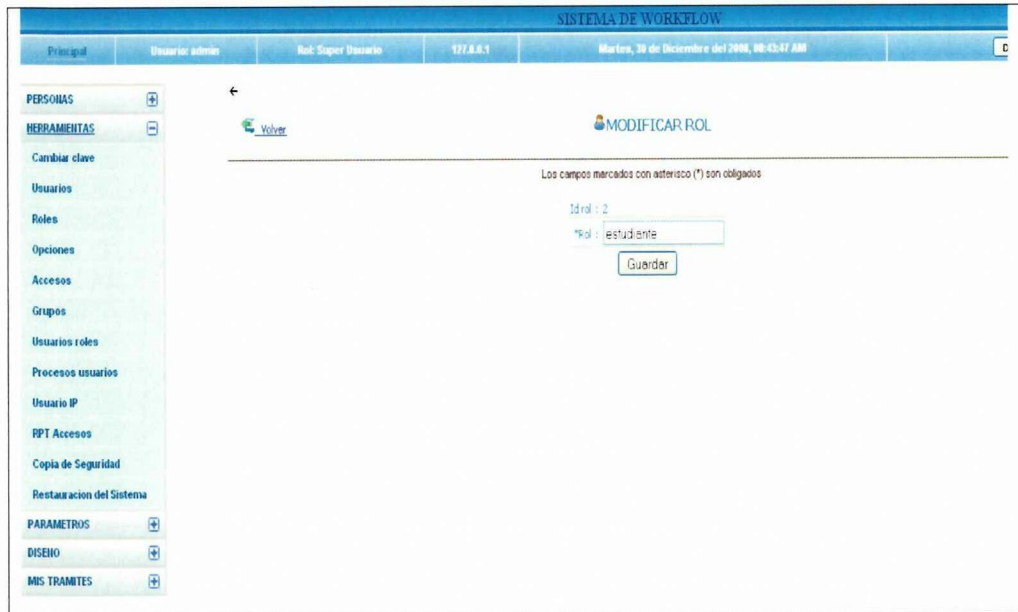 SISTEMA DE WORKFLOW
Principal Usuario: admin Rol: Super Usuario 127.0.0.1 Martes, 30 de Diciembre del 2008, 08:43:47 AM D
PERSONAS
HERRAMIENTAS
Cambiar clave
Usuarios
Roles
Opciones
Accesos
Grupos
Usuarios roles
Procesos usuarios
Usuario IP
RPT Accesos
Copia de Seguridad
Restauracion del Sistema
PARAMETROS
DISEÑO
MIS TRAMITES
Volver
MODIFICAR ROL
Los campos marcados con asterisco (*) son obligados
Id rol : 2
*Rol : estudiante
Guardar